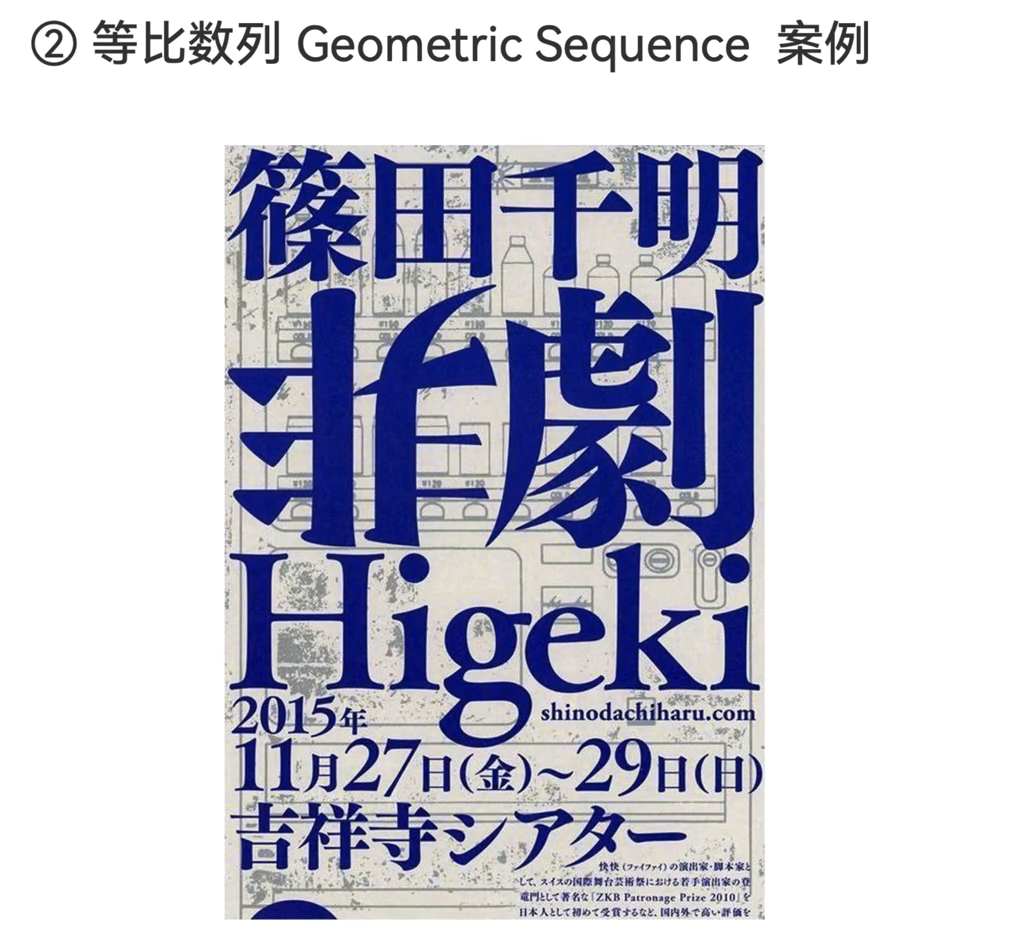 ② 等比数列 Geometric Sequence 案例
篠田千明
非劇
Higeki
2015年
shinodachiharu.com
11月27日(金)~29日(日)
吉祥寺シアター
快快（ファイファイ）の演出家・脚本家と
して、スイスの国際舞台芸術祭における若手演出家の登
竜門として著名な「ZKB Patronage Prize 2010」を
日本人として初めて受賞するなど、国内外で高い評価を